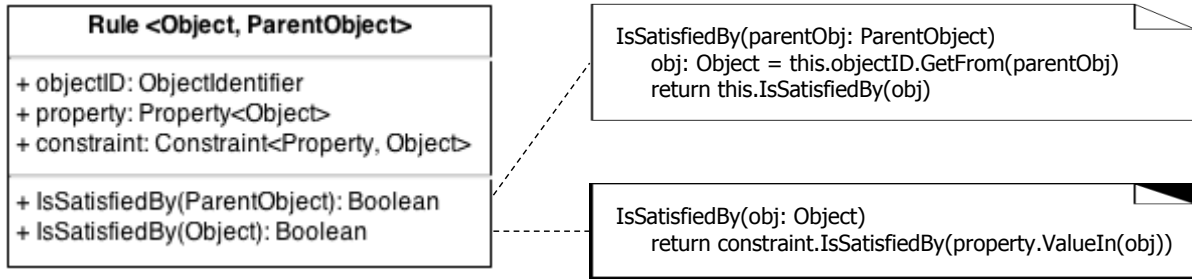 Rule <Object, ParentObject>
+ objectID: ObjectIdentifier
+ property: Property<Object>
+ constraint: Constraint<Property, Object>
+ IsSatisfiedBy(ParentObject): Boolean
+ IsSatisfiedBy(Object): Boolean
IsSatisfiedBy(parentObj: ParentObject)
obj: Object = this.objectID.GetFrom(parentObj)
return this.IsSatisfiedBy(obj)
IsSatisfiedBy(obj: Object)
return constraint.IsSatisfiedBy(property.ValueIn(obj))